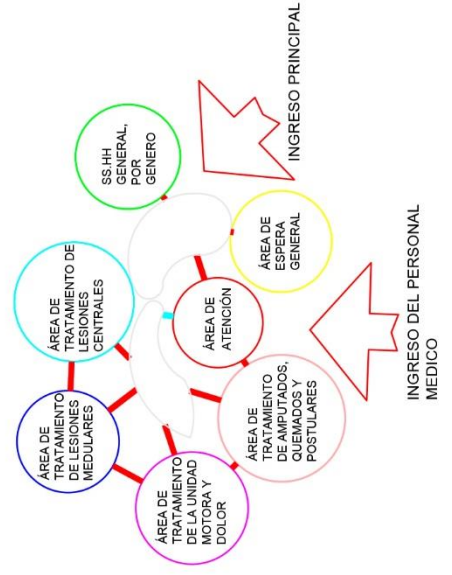 SS.HH
GENERAL,
POR
GENERO
INGRESO PRINCIPAL
ÁREA DE
TRATAMIENTO DE
LESIONES
CENTRALES
ÁREA DE
ESPERA
GENERAL
ÁREA DE
ATENCIÓN
ÁREA DE
TRATAMIENTO
DE LESIONES
MEDULARES
ÁREA DE
TRATAMIENTO
DE AMPUTADOS,
QUEMADOS Y
POSTULARES
ÁREA DE
TRATAMIENTO
DE LA UNIDAD
MOTORA Y
DOLOR
INGRESO DEL PERSONAL
MEDICO